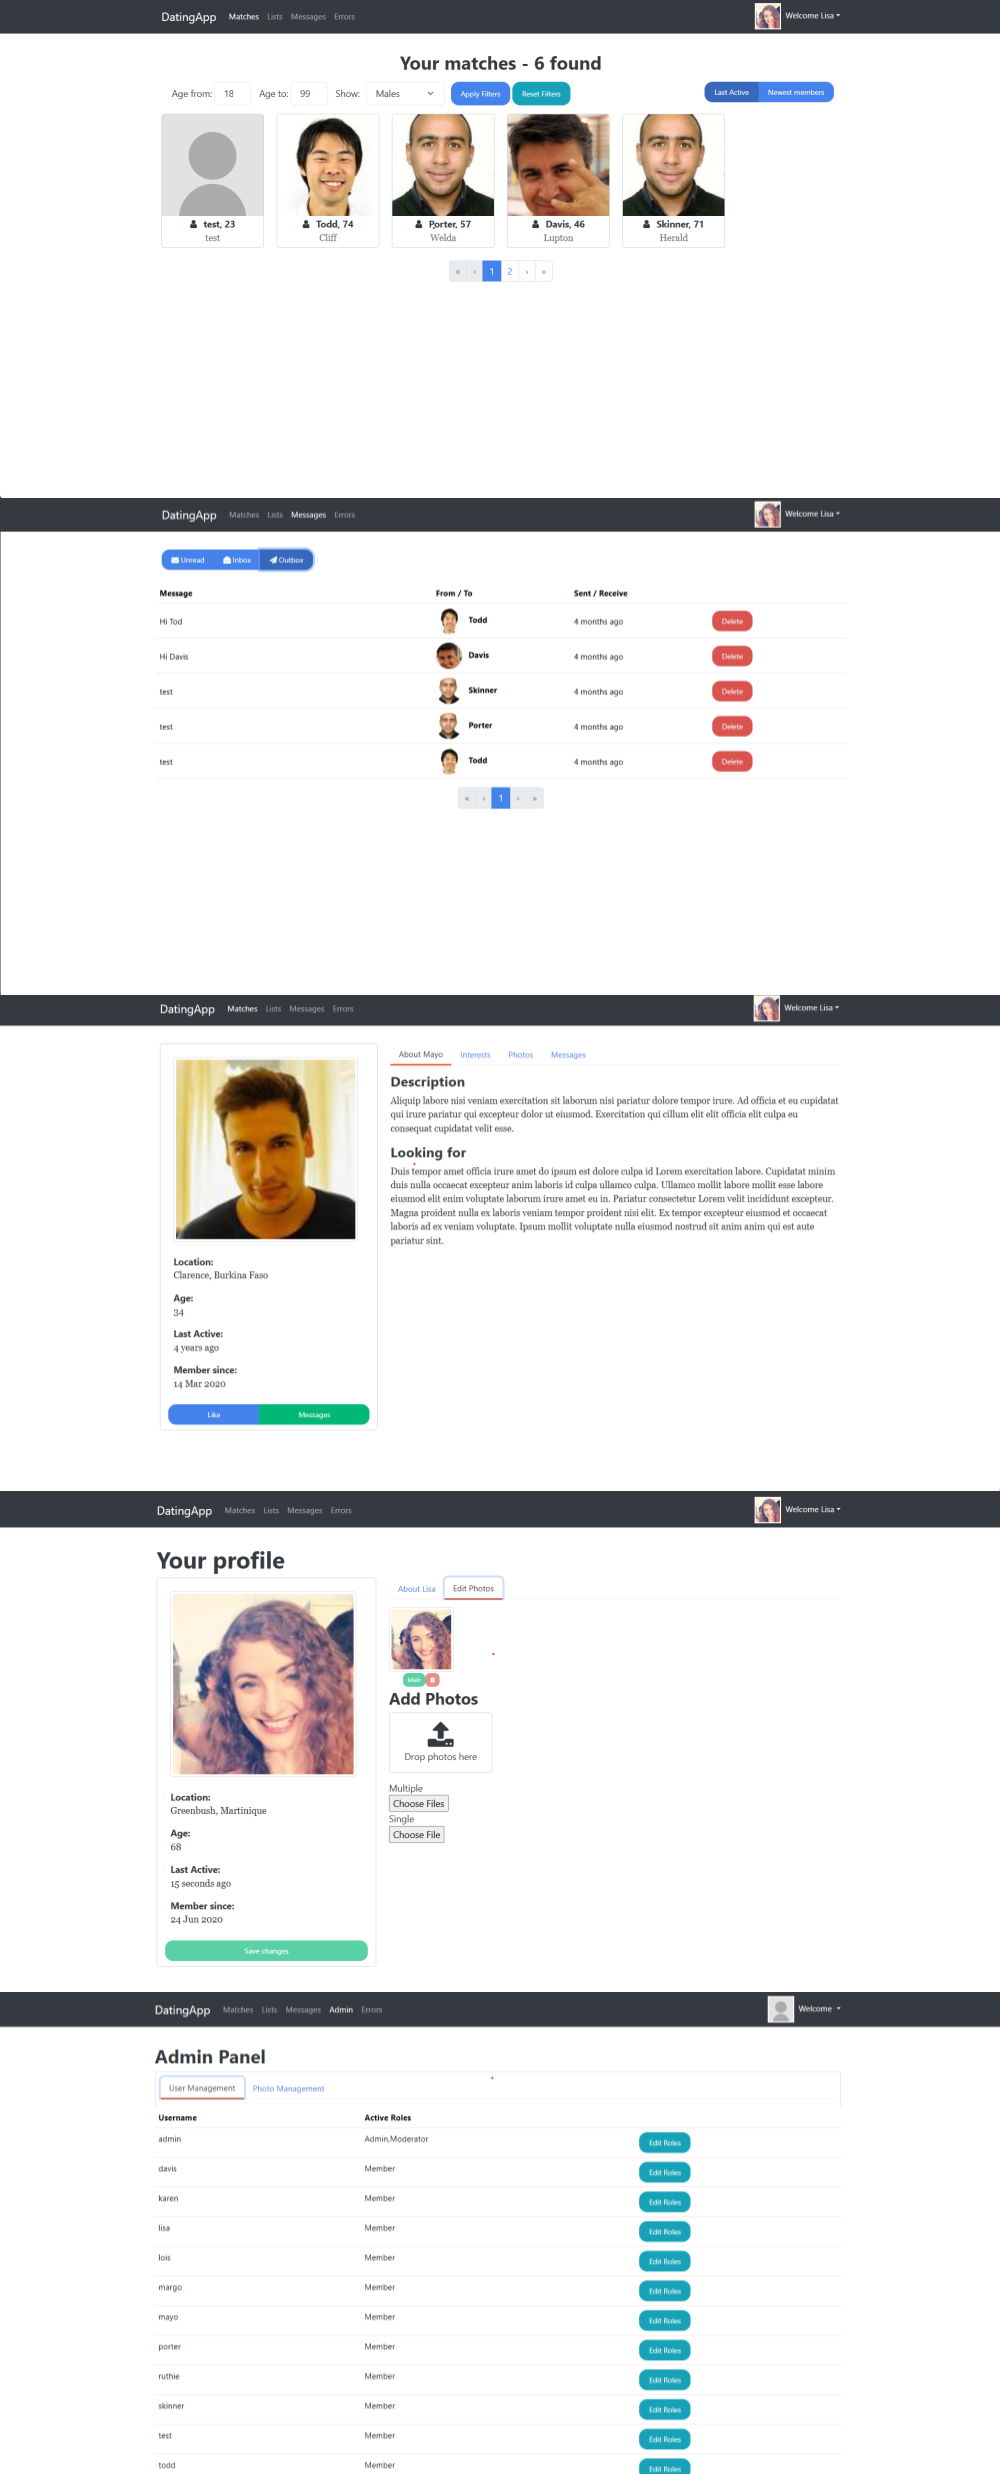 DatingApp Matches Lists Messages Errors Welcome Lisa
Your matches - 6 found
Age from: 18 Age to: 99 Show: Males Apply Filters Reset Filters Last Active Newest members
test, 23 Todd, 74 Porter, 57 Davis, 46 Skinner, 71
test Cliff Welda Lupton Herald
« ‹ 1 2 › »
DatingApp Matches Lists Messages Errors Welcome Lisa
Unread Inbox Outbox
Message From / To Sent / Receive
Hi Tod Todd 4 months ago Delete
Hi Davis Davis 4 months ago Delete
test Skinner 4 months ago Delete
test Porter 4 months ago Delete
test Todd 4 months ago Delete
« ‹ 1 › »
DatingApp Matches Lists Messages Errors Welcome Lisa
About Mayo Interests Photos Messages
Description
Aliquip labore nisi veniam exercitation sit laborum nisi pariatur dolore tempor irure. Ad officia et eu cupidatat
qui irure pariatur qui excepteur dolor ut eiusmod. Exercitation qui cillum elit elit officia elit culpa eu
consequat cupidatat velit esse.
Looking for
Duis tempor amet officia irure amet do ipsum est dolore culpa id Lorem exercitation labore. Cupidatat minim
duis nulla occaecat excepteur anim laboris id culpa ullamco culpa. Ullamco mollit labore mollit esse labore
eiusmod elit enim voluptate laborum irure amet eu in. Pariatur consectetur Lorem velit incididunt excepteur.
Magna proident nulla ex laboris veniam tempor proident nisi elit. Ex tempor excepteur eiusmod et occaecat
laboris ad ex veniam voluptate. Ipsum mollit voluptate nulla eiusmod nostrud sit anim anim qui est aute
pariatur sint.
Location:
Clarence, Burkina Faso
Age:
34
Last Active:
4 years ago
Member since:
14 Mar 2020
Like Messages
DatingApp Matches Lists Messages Errors Welcome Lisa
Your profile
About Lisa Edit Photos
Main
Add Photos
Drop photos here
Multiple
Choose Files
Single
Choose File
Location:
Greenbush, Martinique
Age:
68
Last Active:
15 seconds ago
Member since:
24 Jun 2020
Save changes
DatingApp Matches Lists Messages Admin Errors Welcome
Admin Panel
User Management Photo Management
Username Active Roles
admin Admin,Moderator Edit Roles
davis Member Edit Roles
karen Member Edit Roles
lisa Member Edit Roles
lois Member Edit Roles
margo Member Edit Roles
mayo Member Edit Roles
porter Member Edit Roles
ruthie Member Edit Roles
skinner Member Edit Roles
test Member Edit Roles
todd Member Edit Roles